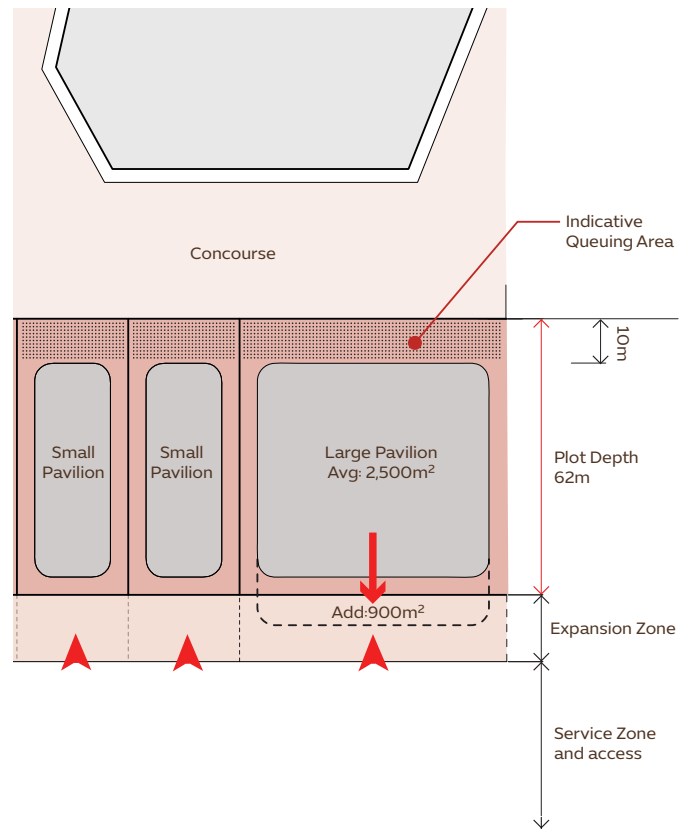 Indicative
Queuing Area
Concourse
10m
Small
Pavilion
Small
Pavilion
Large Pavilion
Avg: 2,500m²
Plot Depth
62m
Add:900m²
Expansion Zone
Service Zone
and access